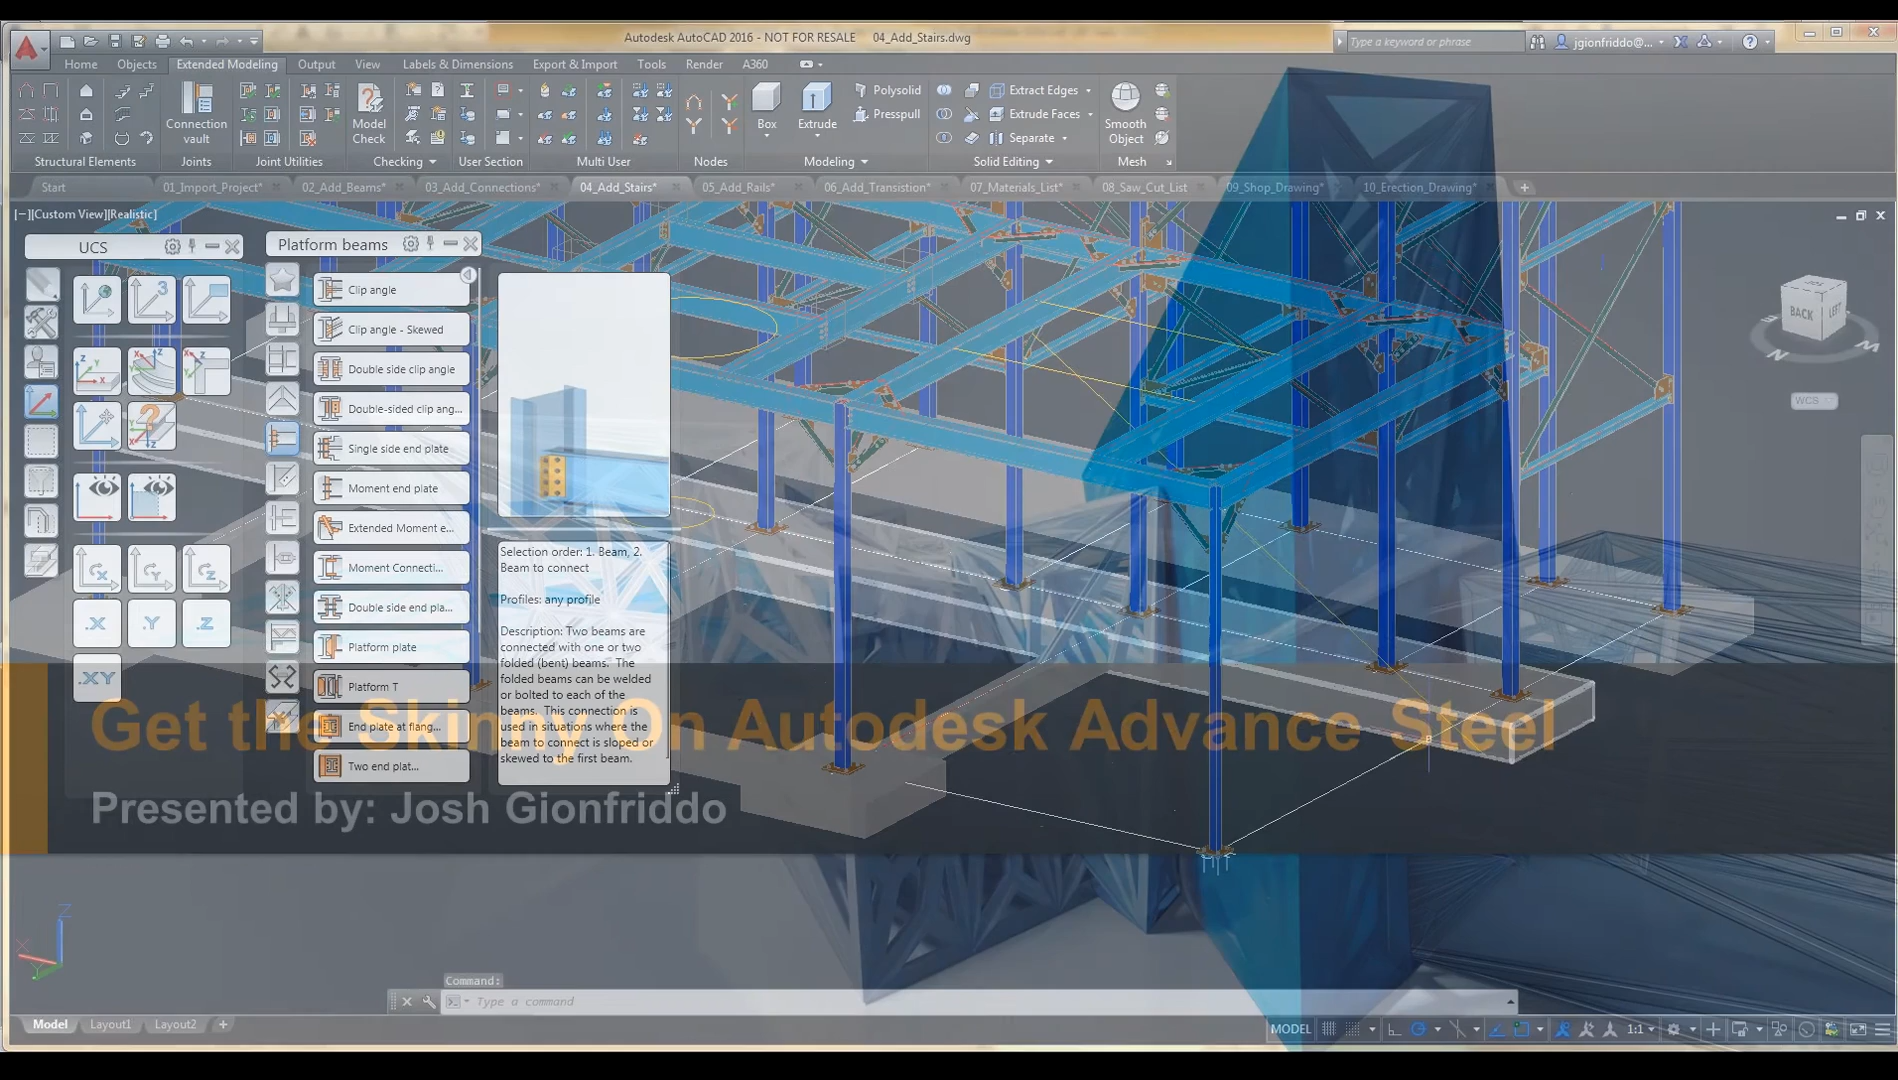 Autodesk AutoCAD 2016 - NOT FOR RESALE 04_Add_Stairs.dwg
Type a keyword or phrase
jgionfriddo@...
Home Objects Extended Modeling Output View Labels & Dimensions Export & Import Tools Render A360
Connection vault
Model Check
Box
Extrude
Polysolid
Presspull
Extract Edges
Extrude Faces
Separate
Smooth Object
Structural Elements Joints Joint Utilities Checking User Section Multi User Nodes Modeling Solid Editing Mesh
Start 01_Import_Project* 02_Add_Beams* 03_Add_Connections* 04_Add_Stairs* 05_Add_Rails* 06_Add_Transistion* 07_Materials_List* 08_Saw_Cut_List 09_Shop_Drawing* 10_Erection_Drawing*
[−][Custom View][Realistic]
UCS
Platform beams
Clip angle
Clip angle - Skewed
Double side clip angle
Double-sided clip ang...
Single side end plate
Moment end plate
Extended Moment e...
Moment Connecti...
Double side end pla...
Platform plate
Platform T
End plate at flang...
Two end plat...
3
.X .Y .Z
.XY
Selection order: 1. Beam, 2.
Beam to connect
Profiles: any profile
Description: Two beams are
connected with one or two
folded (bent) beams. The
folded beams can be welded
or bolted to each of the
beams. This connection is
used in situations where the
beam to connect is sloped or
skewed to the first beam.
BACK LEFT
N
WCS
Get the Skinny On Autodesk Advance Steel
Presented by: Josh Gionfriddo
Z
X
Y
Command:
Type a command
Model Layout1 Layout2
MODEL
1:1